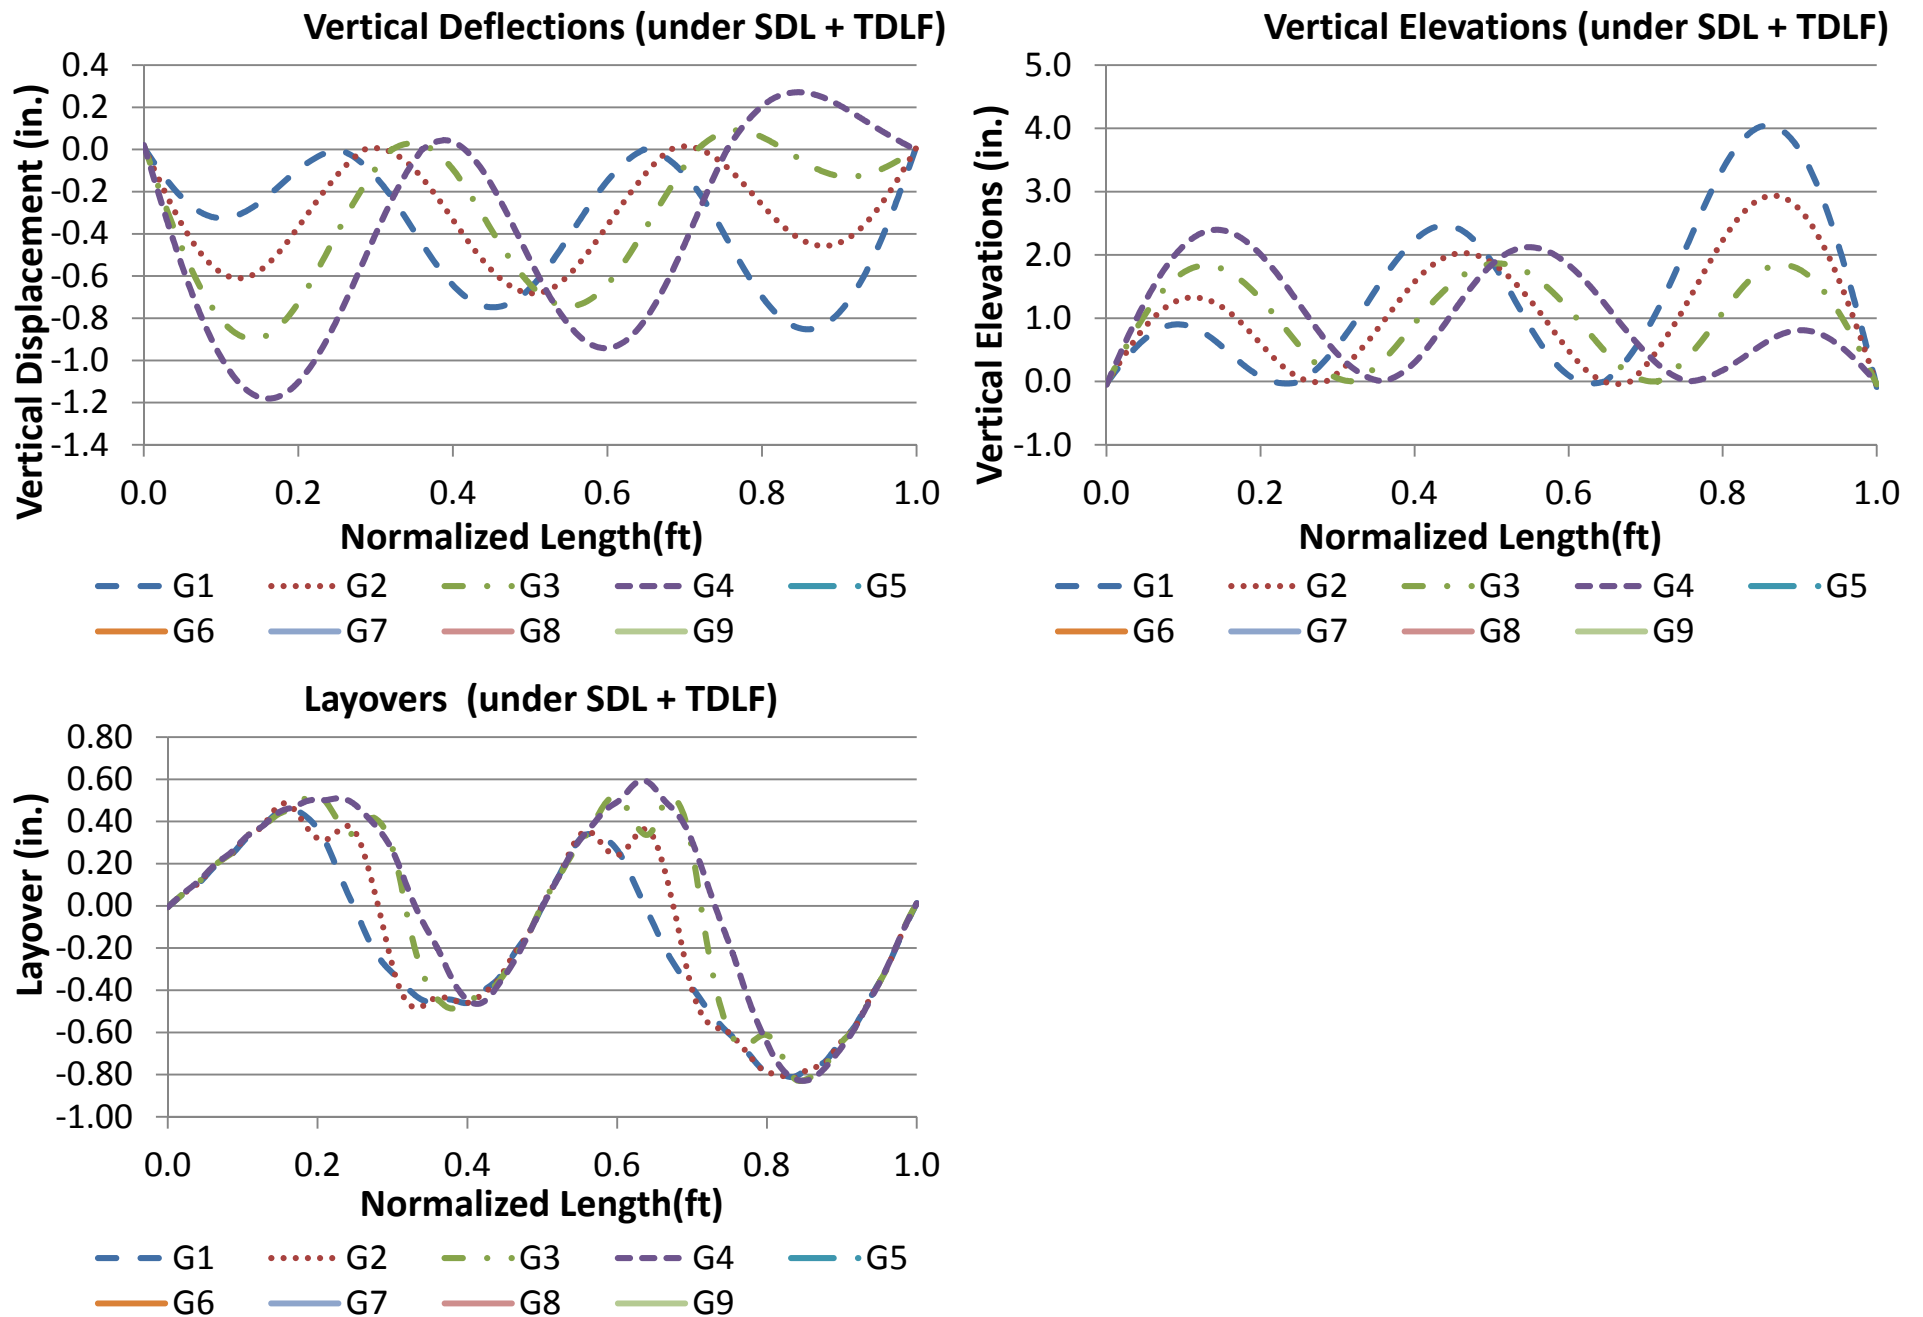 Vertical Deflections (under SDL + TDLF)
0.4
0.2
0.0
-0.2
-0.4
-0.6
-0.8
-1.0
-1.2
-1.4
Vertical Displacement (in.)
0.0 0.2 0.4 0.6 0.8 1.0
Normalized Length(ft)
G1 G2 G3 G4 G5
G6 G7 G8 G9
Vertical Elevations (under SDL + TDLF)
5.0
4.0
3.0
2.0
1.0
0.0
-1.0
Vertical Elevations (in.)
0.0 0.2 0.4 0.6 0.8 1.0
Normalized Length(ft)
G1 G2 G3 G4 G5
G6 G7 G8 G9
Layovers (under SDL + TDLF)
0.80
0.60
0.40
0.20
0.00
-0.20
-0.40
-0.60
-0.80
-1.00
Layover (in.)
0.0 0.2 0.4 0.6 0.8 1.0
Normalized Length(ft)
G1 G2 G3 G4 G5
G6 G7 G8 G9